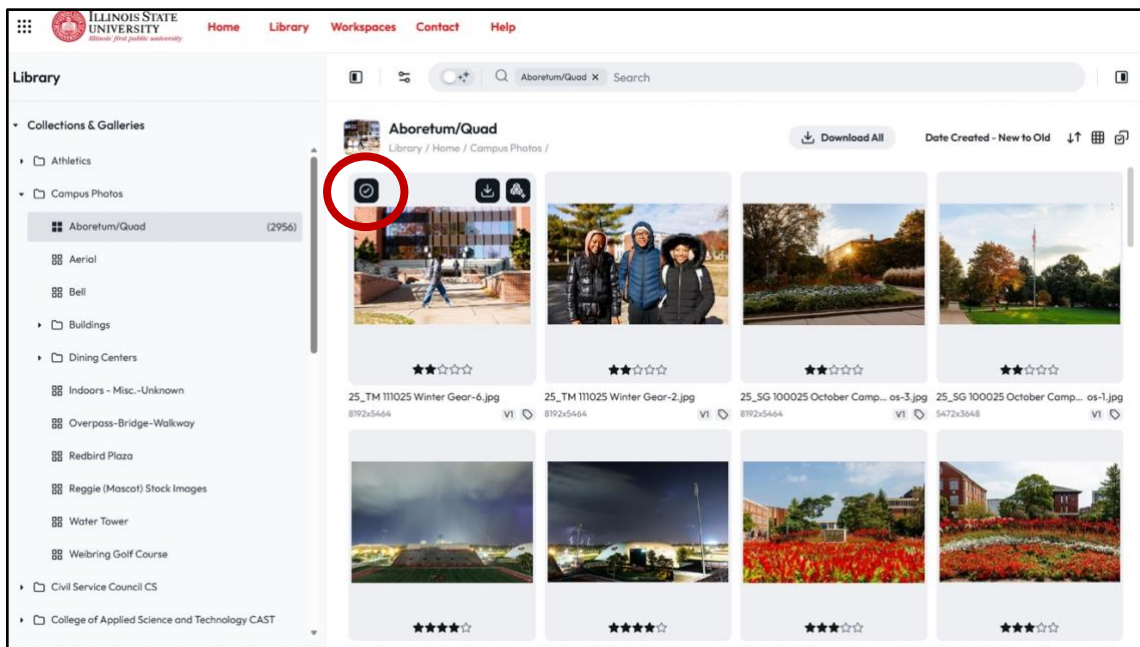 ILLINOIS STATE
UNIVERSITY
Illinois' first public university
Home Library Workspaces Contact Help
Library
Aboretum/Quad X Search
Collections & Galleries
Athletics
Campus Photos
Aboretum/Quad (2956)
Aerial
Bell
Buildings
Dining Centers
Indoors - Misc.-Unknown
Overpass-Bridge-Walkway
Redbird Plaza
Reggie (Mascot) Stock Images
Water Tower
Weibring Golf Course
Civil Service Council CS
College of Applied Science and Technology CAST
Aboretum/Quad
Library / Home / Campus Photos /
Download All
Date Created - New to Old
25_TM 111025 Winter Gear-6.jpg
8192x5464 V1
25_TM 111025 Winter Gear-2.jpg
8192x5464 V1
25_SG 100025 October Camp... os-3.jpg
8192x5464 V1
25_SG 100025 October Camp... os-1.jpg
5472x3648 V1